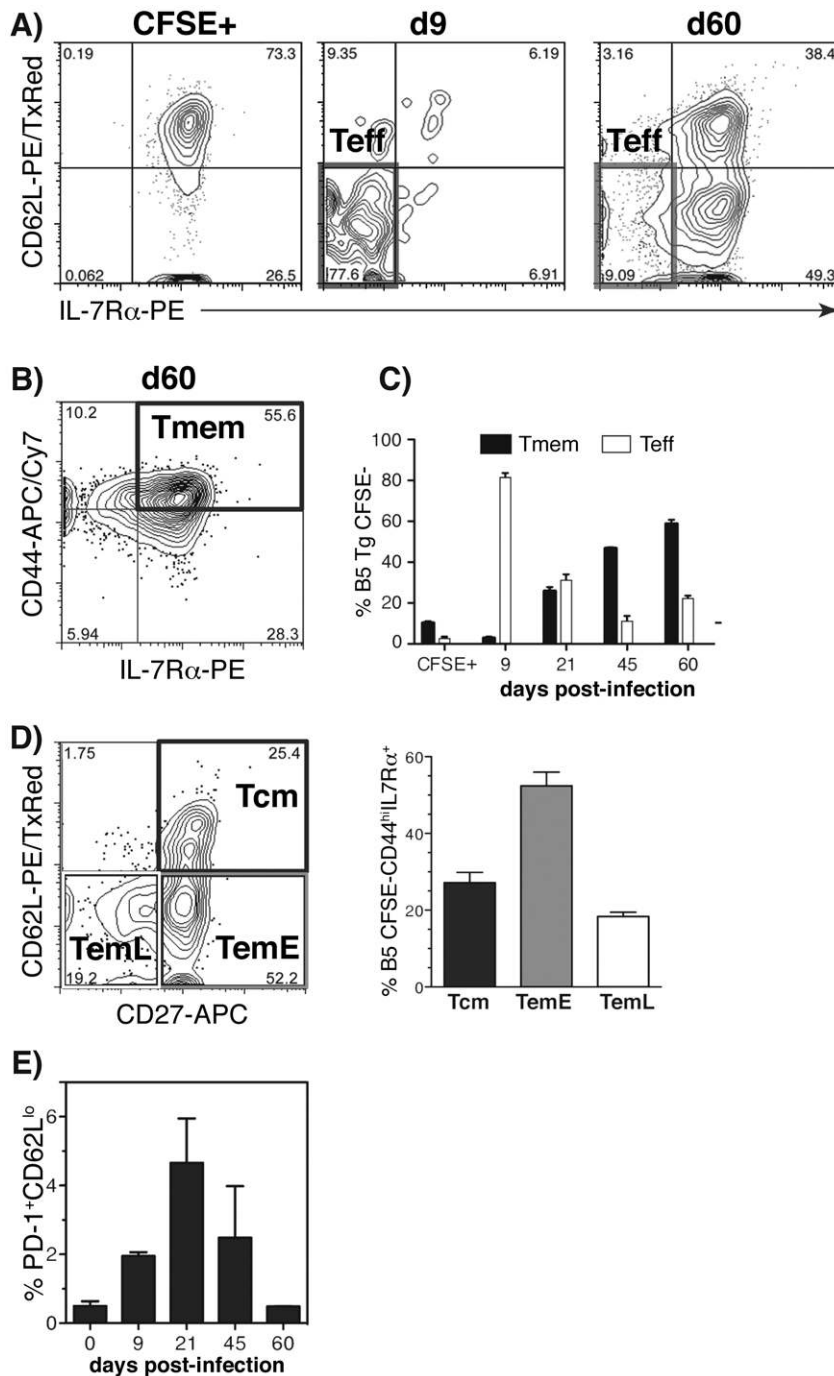 A)
CFSE+
d9
d60
0.19
73.3
9.35
6.19
3.16
38.4
CD62L-PE/TxRed
Teff
Teff
0.062
26.5
77.6
6.91
9.09
49.3
IL-7Rα-PE
B)
d60
10.2
55.6
Tmem
CD44-APC/Cy7
5.94
28.3
IL-7Rα-PE
C)
Tmem
Teff
100
80
60
40
20
0
% B5 Tg CFSE-
CFSE+
9
21
45
60
days post-infection
D)
1.75
25.4
Tcm
CD62L-PE/TxRed
TemL
TemE
19.2
52.2
CD27-APC
60
40
20
0
% B5 CFSE-CD44hiIL7Rα+
Tcm
TemE
TemL
E)
6
4
2
0
% PD-1+CD62Llo
0
9
21
45
60
days post-infection